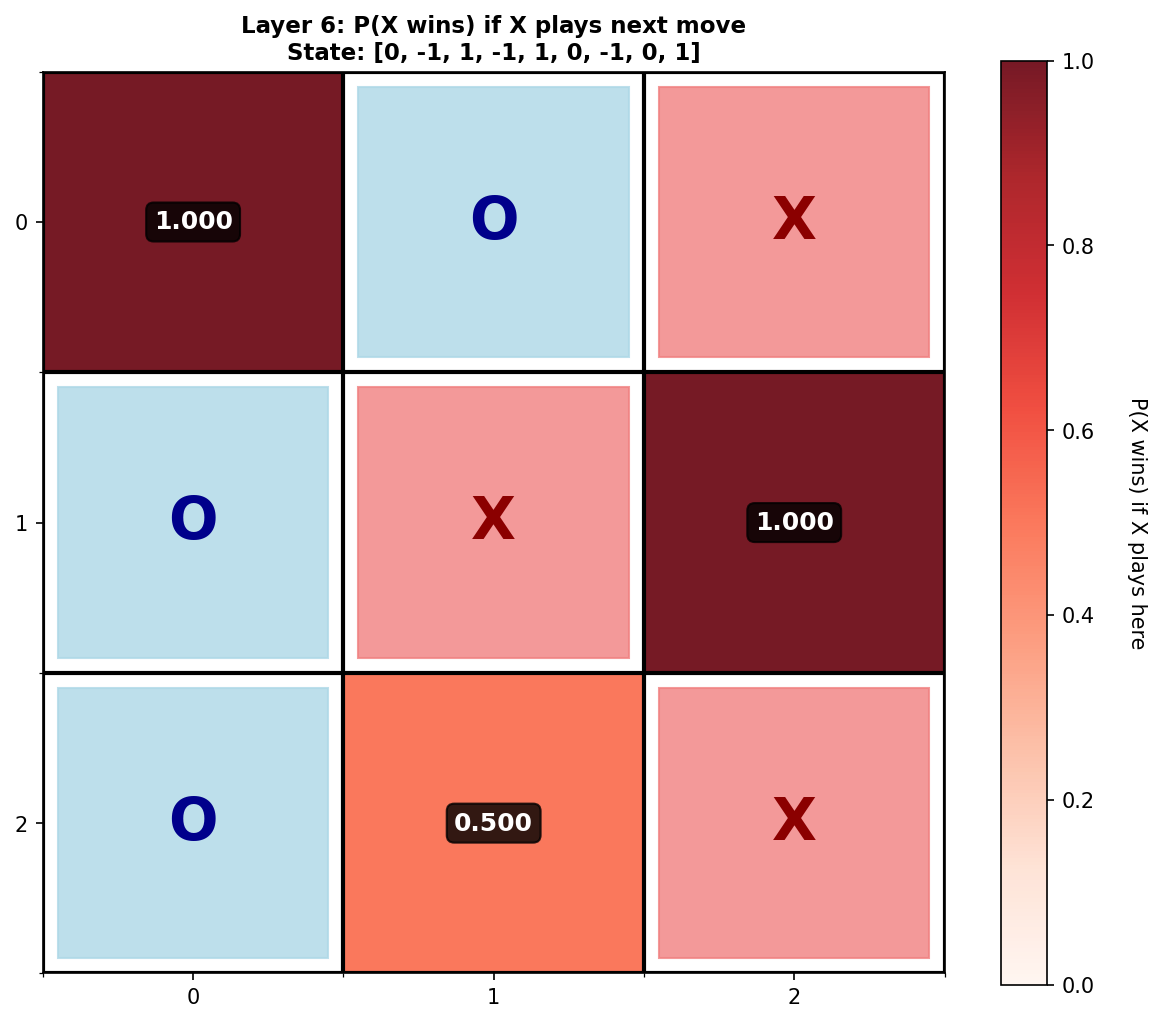 Layer 6: P(X wins) if X plays next move
State: [0, -1, 1, -1, 1, 0, -1, 0, 1]
1.000
O
X
O
X
1.000
O
0.500
X
0
1
2
0
1
2
1.0
0.8
0.6
0.4
0.2
0.0
P(X wins) if X plays here